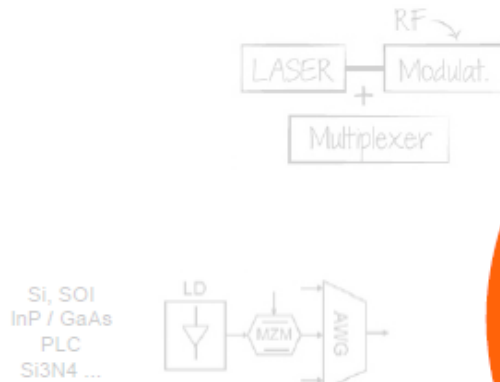 RF
LASER
Modulat.
+
Multiplexer
Si, SOI
InP / GaAs
PLC
Si3N4 ...
LD
MZM
AWG